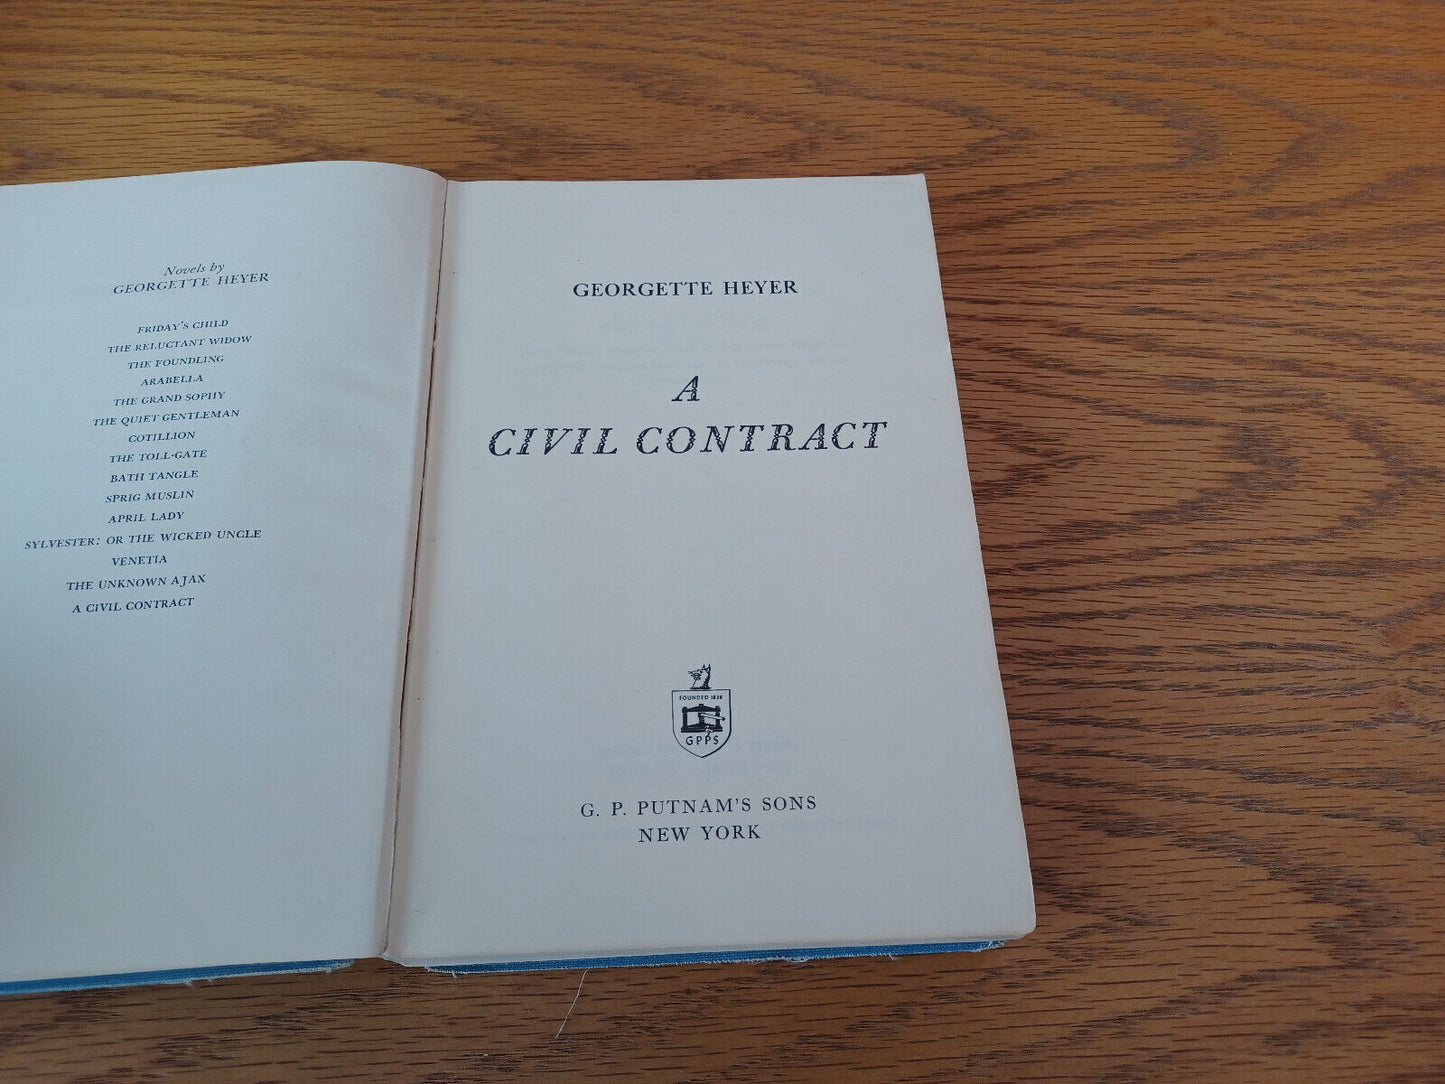 Novels by
GEORGETTE HEYER
FRIDAY'S CHILD
THE RELUCTANT WIDOW
THE FOUNDLING
ARABELLA
THE GRAND SOPHY
THE QUIET GENTLEMAN
COTILLION
THE TOLL-GATE
BATH TANGLE
SPRIG MUSLIN
APRIL LADY
SYLVESTER: OR THE WICKED UNCLE
VENETIA
THE UNKNOWN AJAX
A CIVIL CONTRACT
GEORGETTE HEYER
A
CIVIL CONTRACT
FOUNDED 1838
GPPS
G. P. PUTNAM'S SONS
NEW YORK